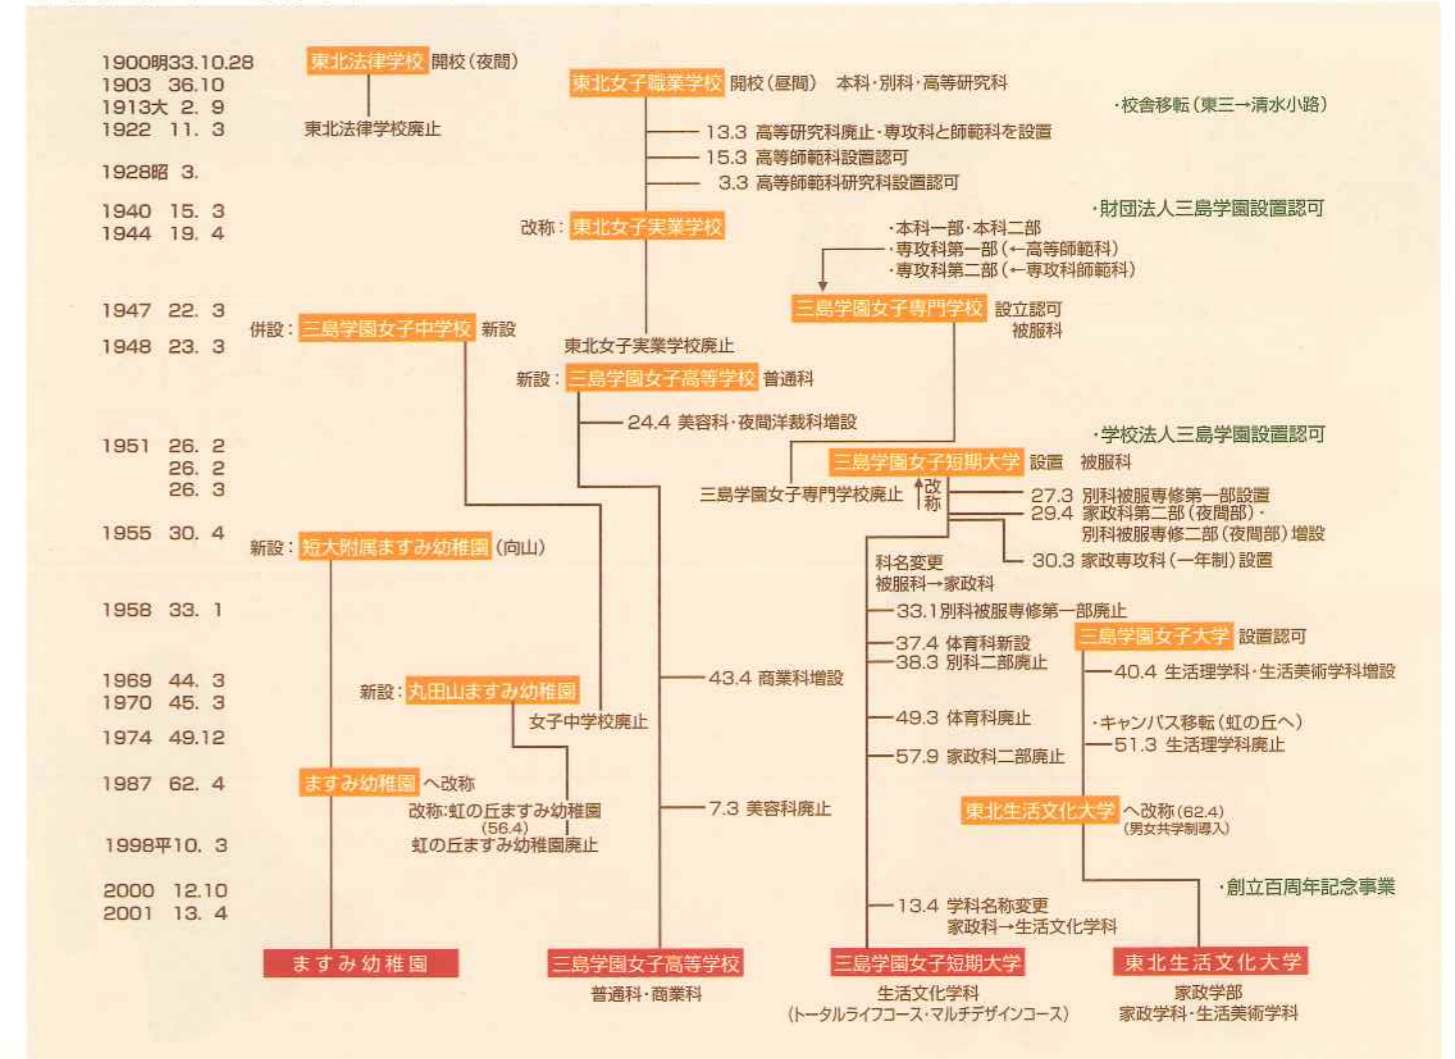 1900明33.10.28
東北法律学校 開校(夜間)
1903 36.10
東北女子職業学校 開校(昼間) 本科・別科・高等研究科
1913大 2. 9
・校舎移転(東三→清水小路)
1922 11. 3
東北法律学校廃止
13.3 高等研究科廃止・専攻科と師範科を設置
15.3 高等師範科設置認可
1928昭 3.
3.3 高等師範科研究科設置認可
1940 15. 3
・財団法人三島学園設置認可
1944 19. 4
改称:東北女子実業学校
・本科一部・本科二部
・専攻科第一部(←高等師範科)
・専攻科第二部(←専攻科師範科)
1947 22. 3
三島学園女子専門学校 設立認可
被服科
併設:三島学園女子中学校 新設
1948 23. 3
東北女子実業学校廃止
新設:三島学園女子高等学校 普通科
24.4 美容科・夜間洋裁科増設
1951 26. 2
・学校法人三島学園設置認可
26. 2
三島学園女子短期大学 設置 被服科
26. 3
三島学園女子専門学校廃止
改称
27.3 別科被服専修第一部設置
29.4 家政科第二部(夜間部)・
別科被服専修二部(夜間部)増設
1955 30. 4
新設:短大附属ますみ幼稚園(向山)
30.3 家政専攻科(一年制)設置
科名変更
被服科→家政科
1958 33. 1
33.1別科被服専修第一部廃止
三島学園女子大学 設置認可
37.4 体育科新設
38.3 別科二部廃止
40.4 生活理学科・生活美術学科増設
1969 44. 3
43.4 商業科増設
新設:丸田山ますみ幼稚園
1970 45. 3
女子中学校廃止
49.3 体育科廃止
・キャンパス移転(虹の丘へ)
1974 49.12
51.3 生活理学科廃止
57.9 家政科二部廃止
1987 62. 4
ますみ幼稚園 へ改称
改称:虹の丘ますみ幼稚園
(56.4)
7.3 美容科廃止
東北生活文化大学 へ改称(62.4)
(男女共学制導入)
1998平10. 3
虹の丘ますみ幼稚園廃止
2000 12.10
・創立百周年記念事業
2001 13. 4
13.4 学科名称変更
家政科→生活文化学科
ますみ幼稚園
三島学園女子高等学校
普通科・商業科
三島学園女子短期大学
生活文化学科
(トータルライフコース・マルチデザインコース)
東北生活文化大学
家政学部
家政学科・生活美術学科